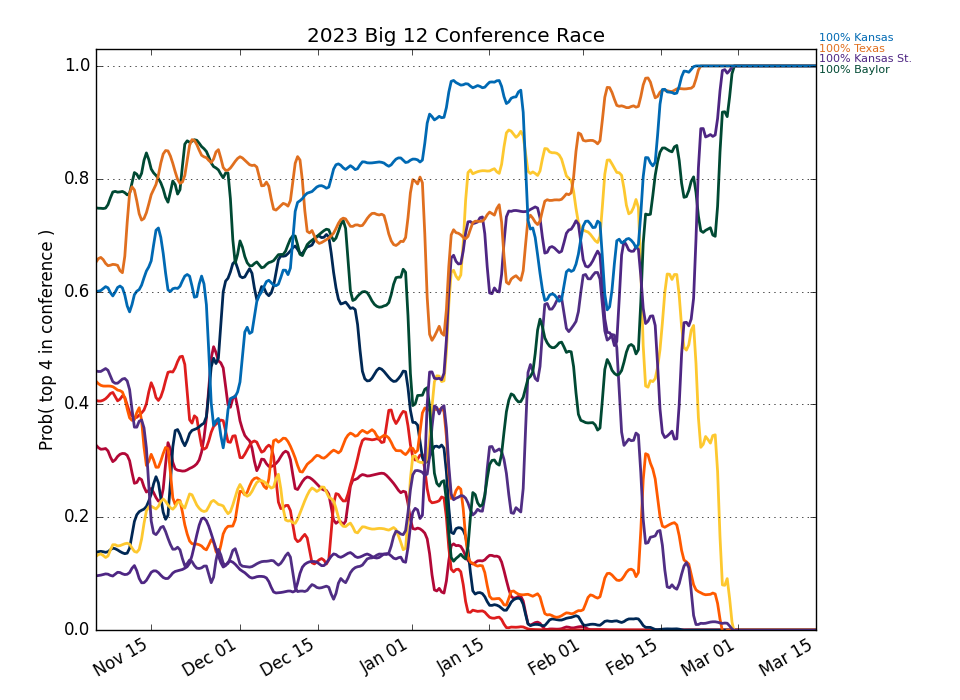 2023 Big 12 Conference Race
100% Kansas
100% Texas
100% Kansas St.
100% Baylor
Prob( top 4 in conference )
1.0
0.8
0.6
0.4
0.2
0.0
Nov 15
Dec 01
Dec 15
Jan 01
Jan 15
Feb 01
Feb 15
Mar 01
Mar 15